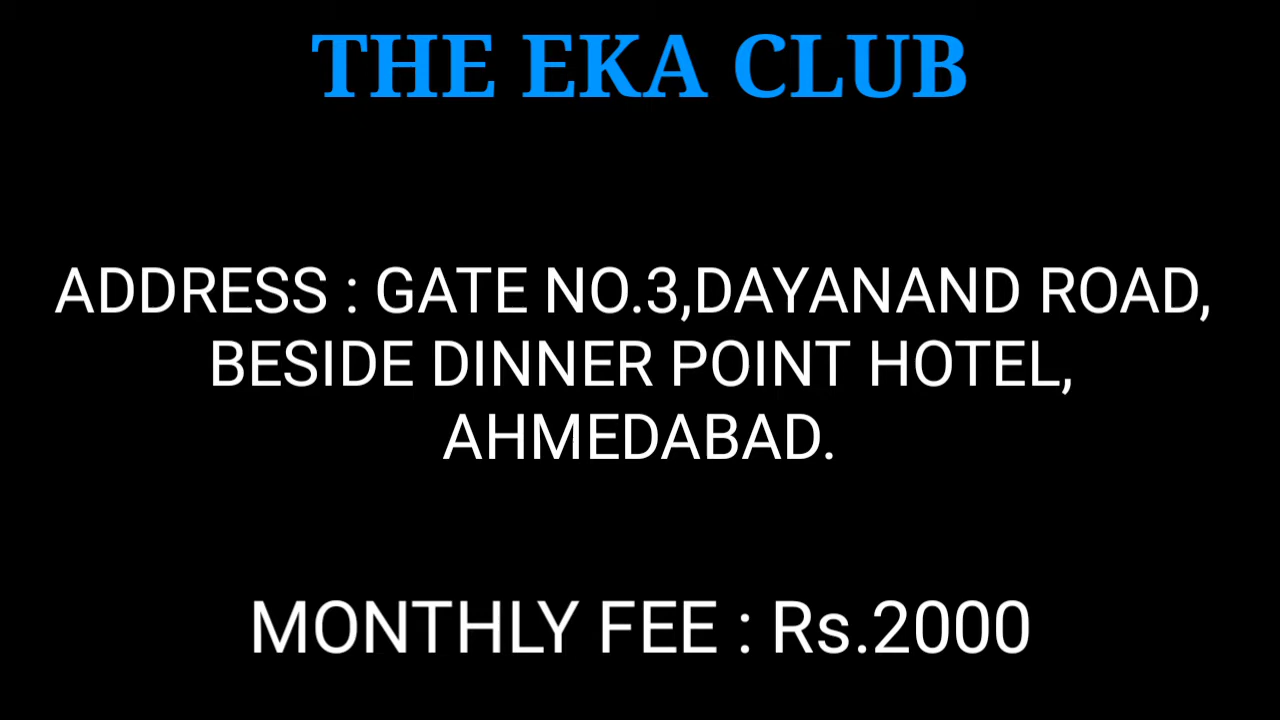 THE EKA CLUB
ADDRESS : GATE NO.3,DAYANAND ROAD,
BESIDE DINNER POINT HOTEL,
AHMEDABAD.
MONTHLY FEE : Rs.2000